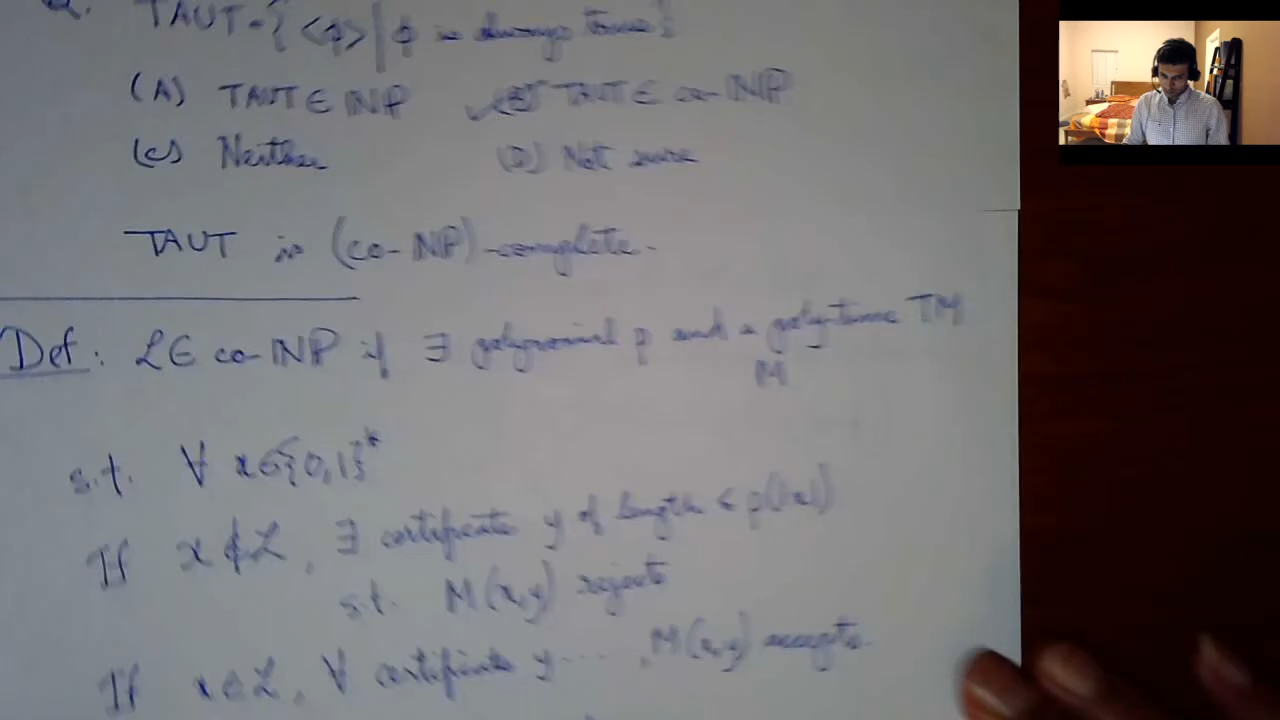 Q. TAUT = { <φ> | φ is always true }
(A) TAUT ∈ NP ✓(B) TAUT ∈ co-NP
(C) Neither (D) Not sure
TAUT is (co-NP)-complete.
Def: L ∈ co-NP if ∃ polynomial p and a poly-time TM
M
s.t. ∀ x ∈ {0,1}*
If x ∉ L, ∃ certificate y of length ≤ p(|x|)
s.t. M(x,y) rejects
If x ∈ L, ∀ certificate y ..., M(x,y) accepts.